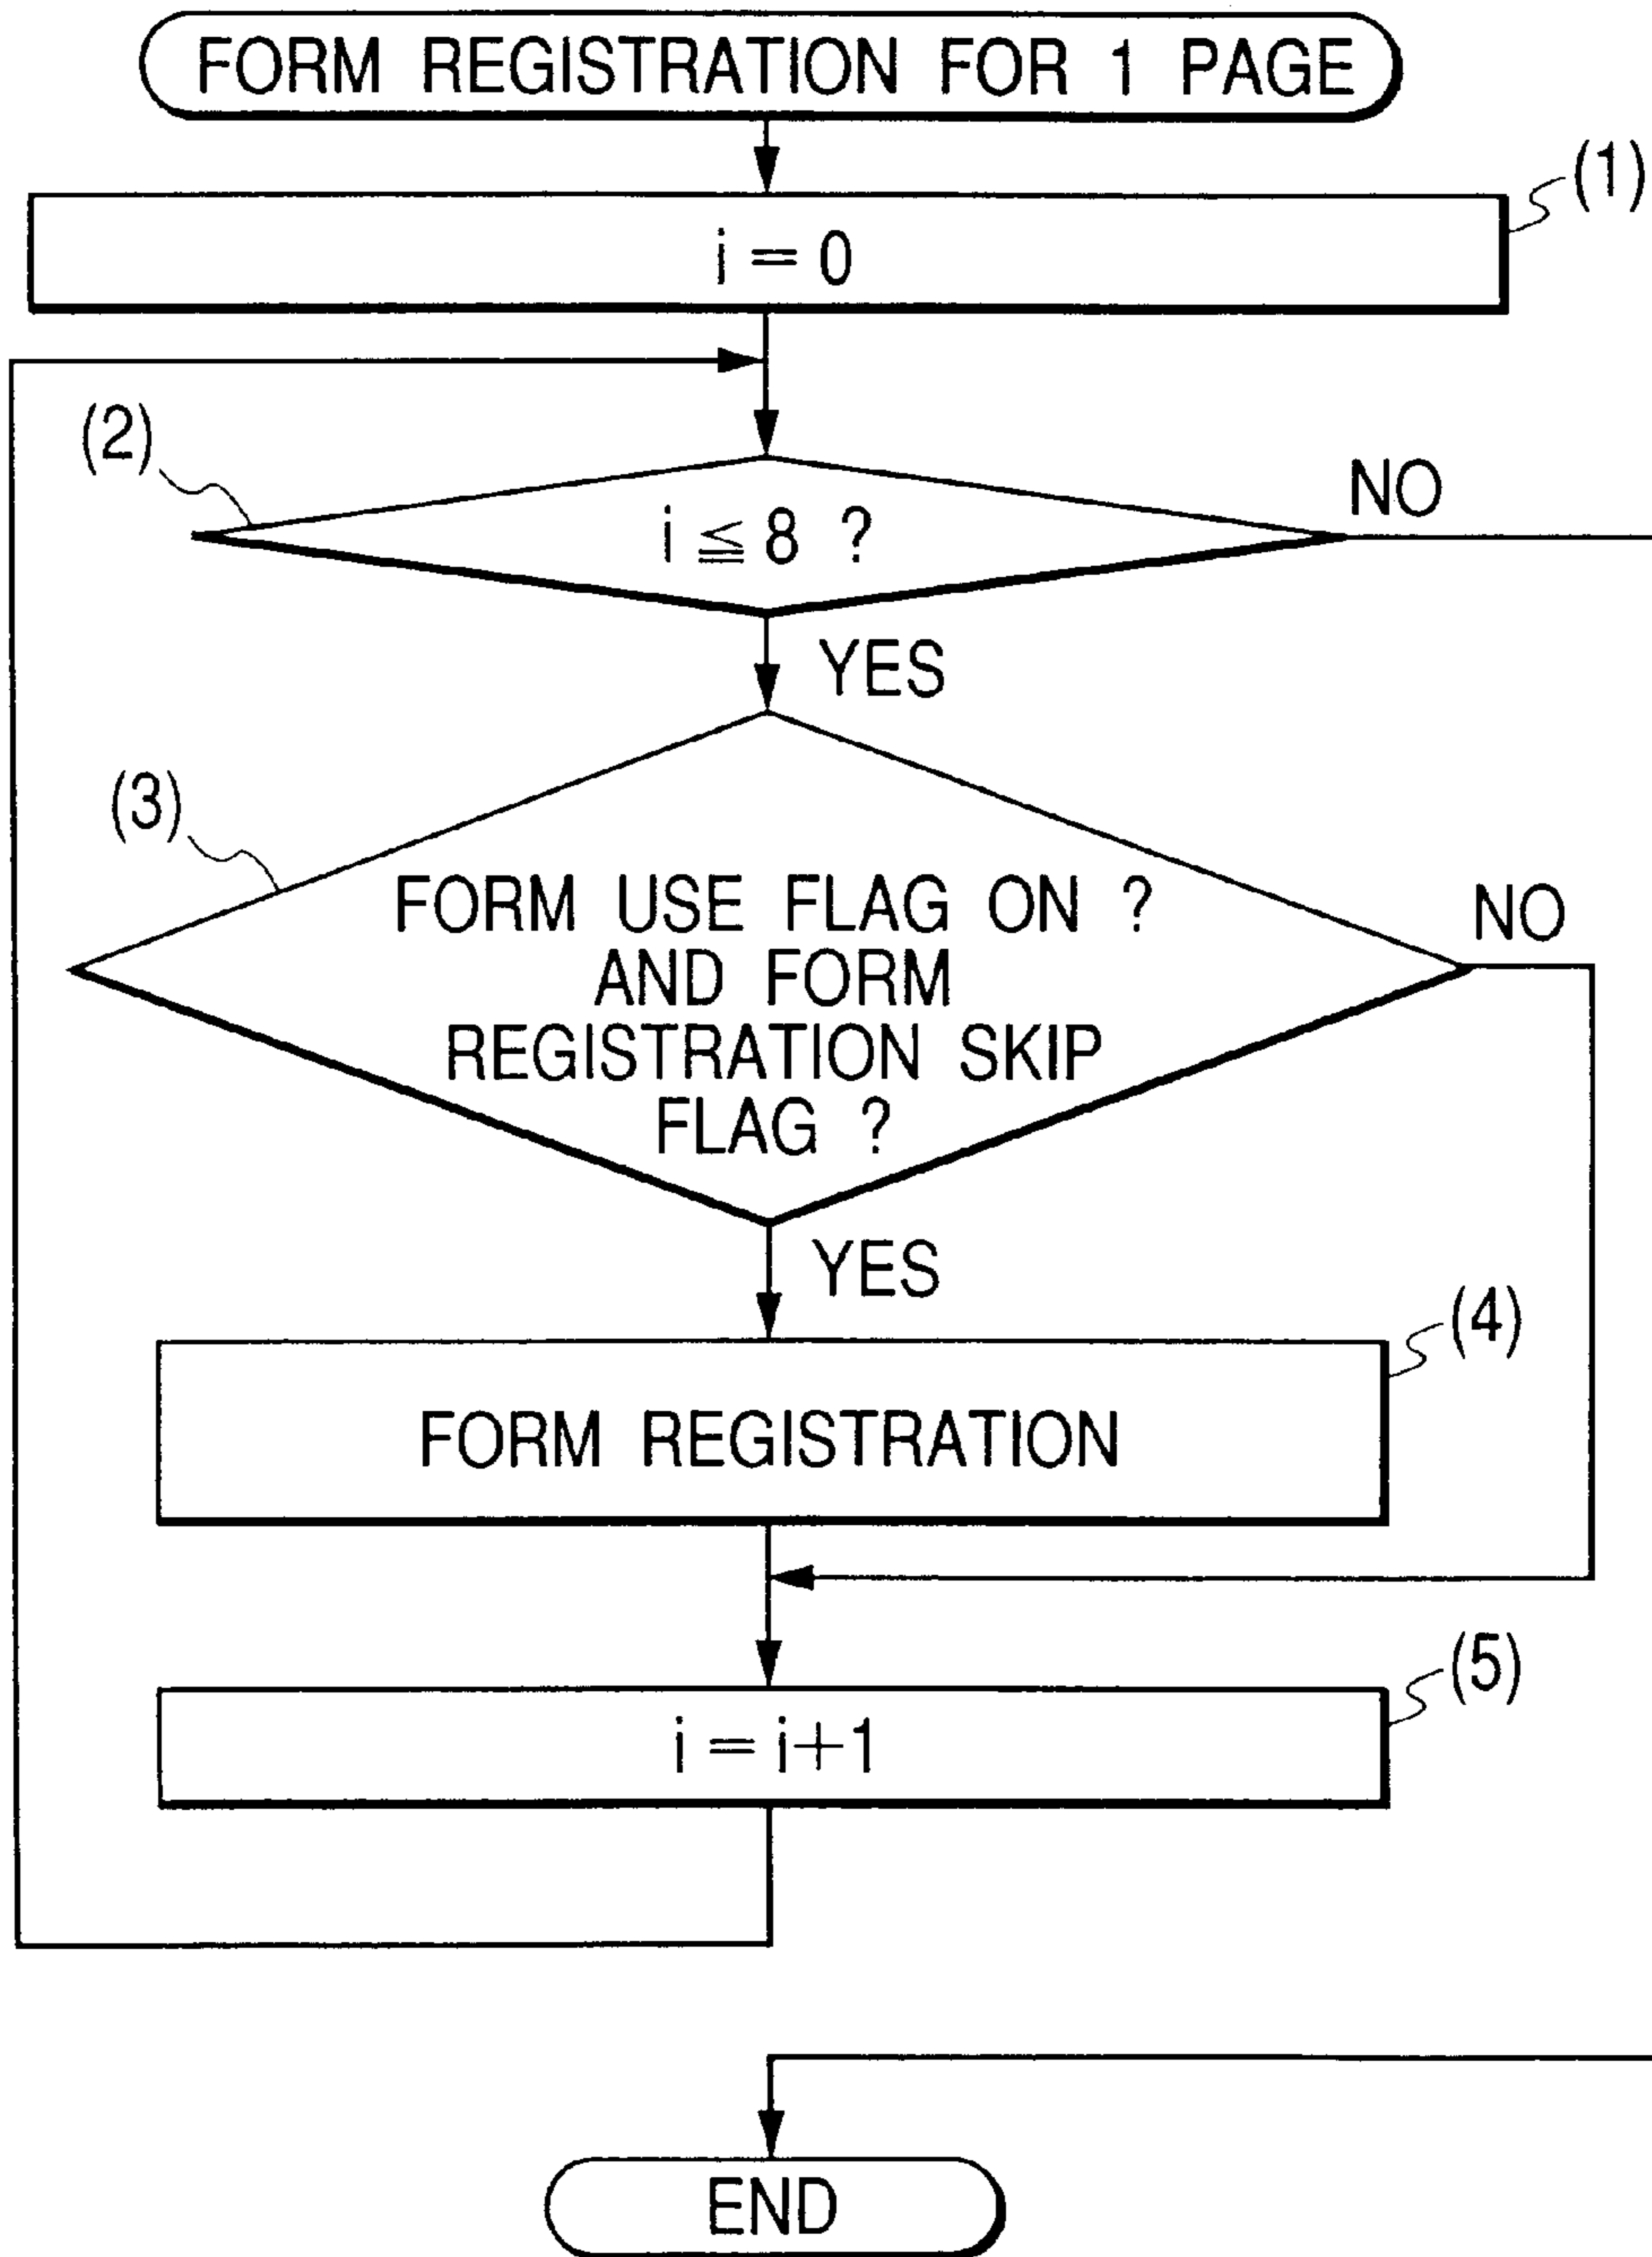 FORM REGISTRATION FOR 1 PAGE
(1)
i = 0
(2)
i ≦ 8 ?
NO
YES
(3)
FORM USE FLAG ON ?
AND FORM
REGISTRATION SKIP
FLAG ?
NO
YES
(4)
FORM REGISTRATION
(5)
i = i+1
END